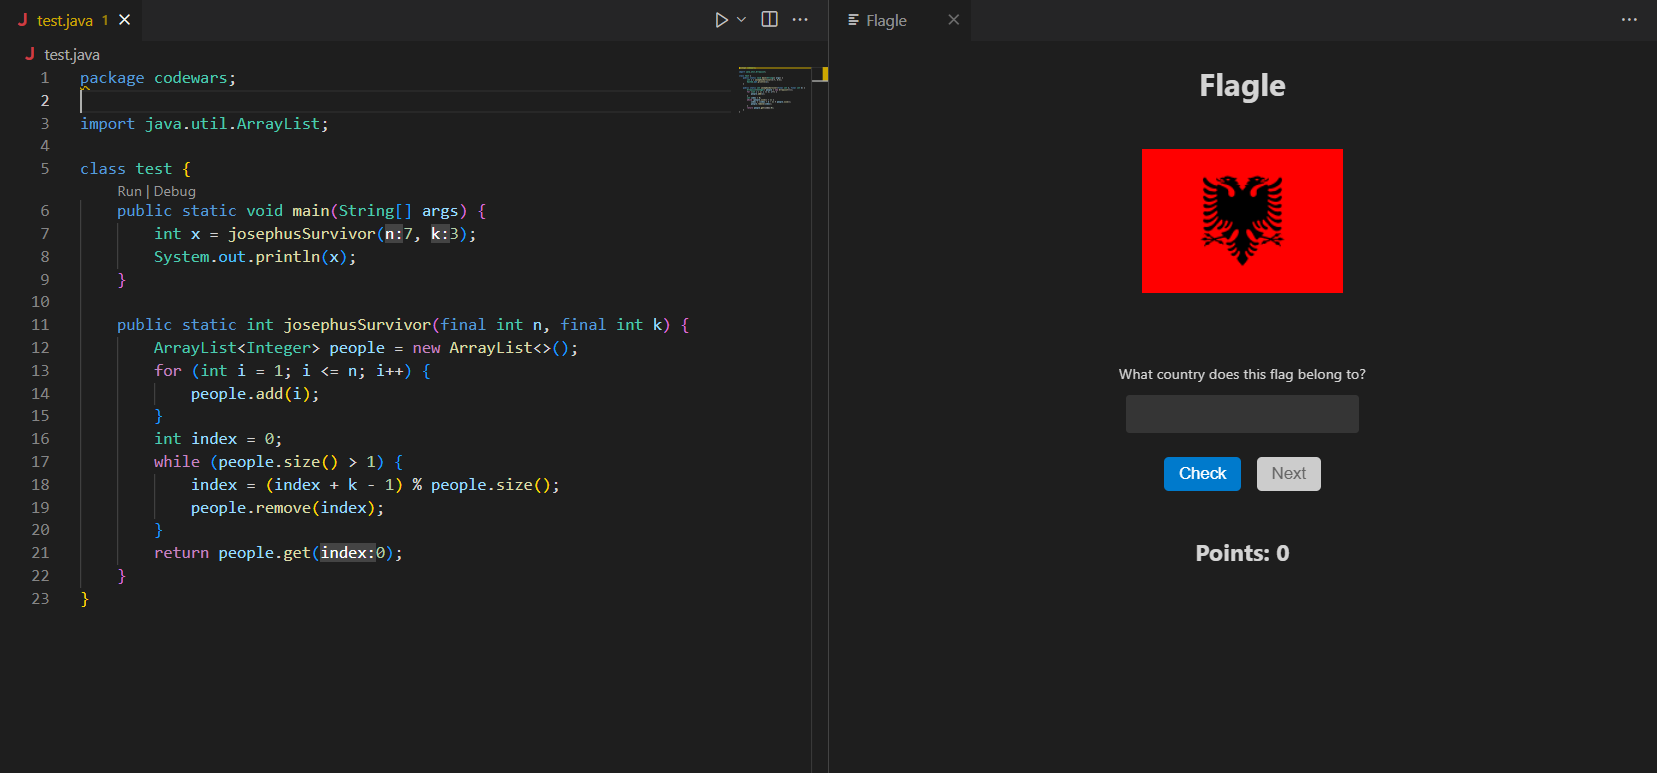 test.java 1
test.java
1 package codewars;
2
3 import java.util.ArrayList;
4
5 class test {
Run | Debug
6 public static void main(String[] args) {
7 int x = josephusSurvivor(n:7, k:3);
8 System.out.println(x);
9 }
10
11 public static int josephusSurvivor(final int n, final int k) {
12 ArrayList<Integer> people = new ArrayList<>();
13 for (int i = 1; i <= n; i++) {
14 people.add(i);
15 }
16 int index = 0;
17 while (people.size() > 1) {
18 index = (index + k - 1) % people.size();
19 people.remove(index);
20 }
21 return people.get(index:0);
22 }
23 }
Flagle
Flagle
What country does this flag belong to?
Check Next
Points: 0